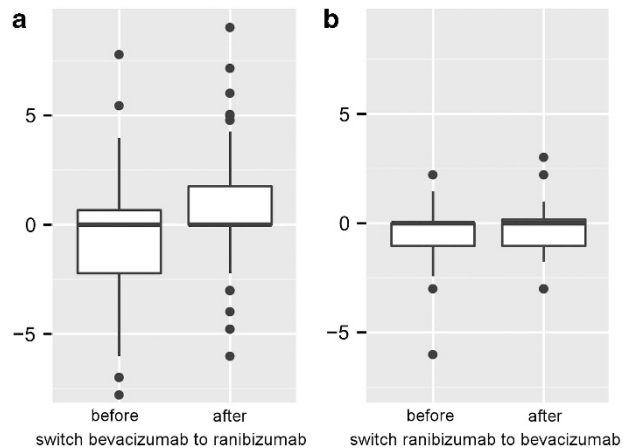 a
b
5
0
−5
5
0
−5
before after
switch bevacizumab to ranibizumab
before after
switch ranibizumab to bevacizumab